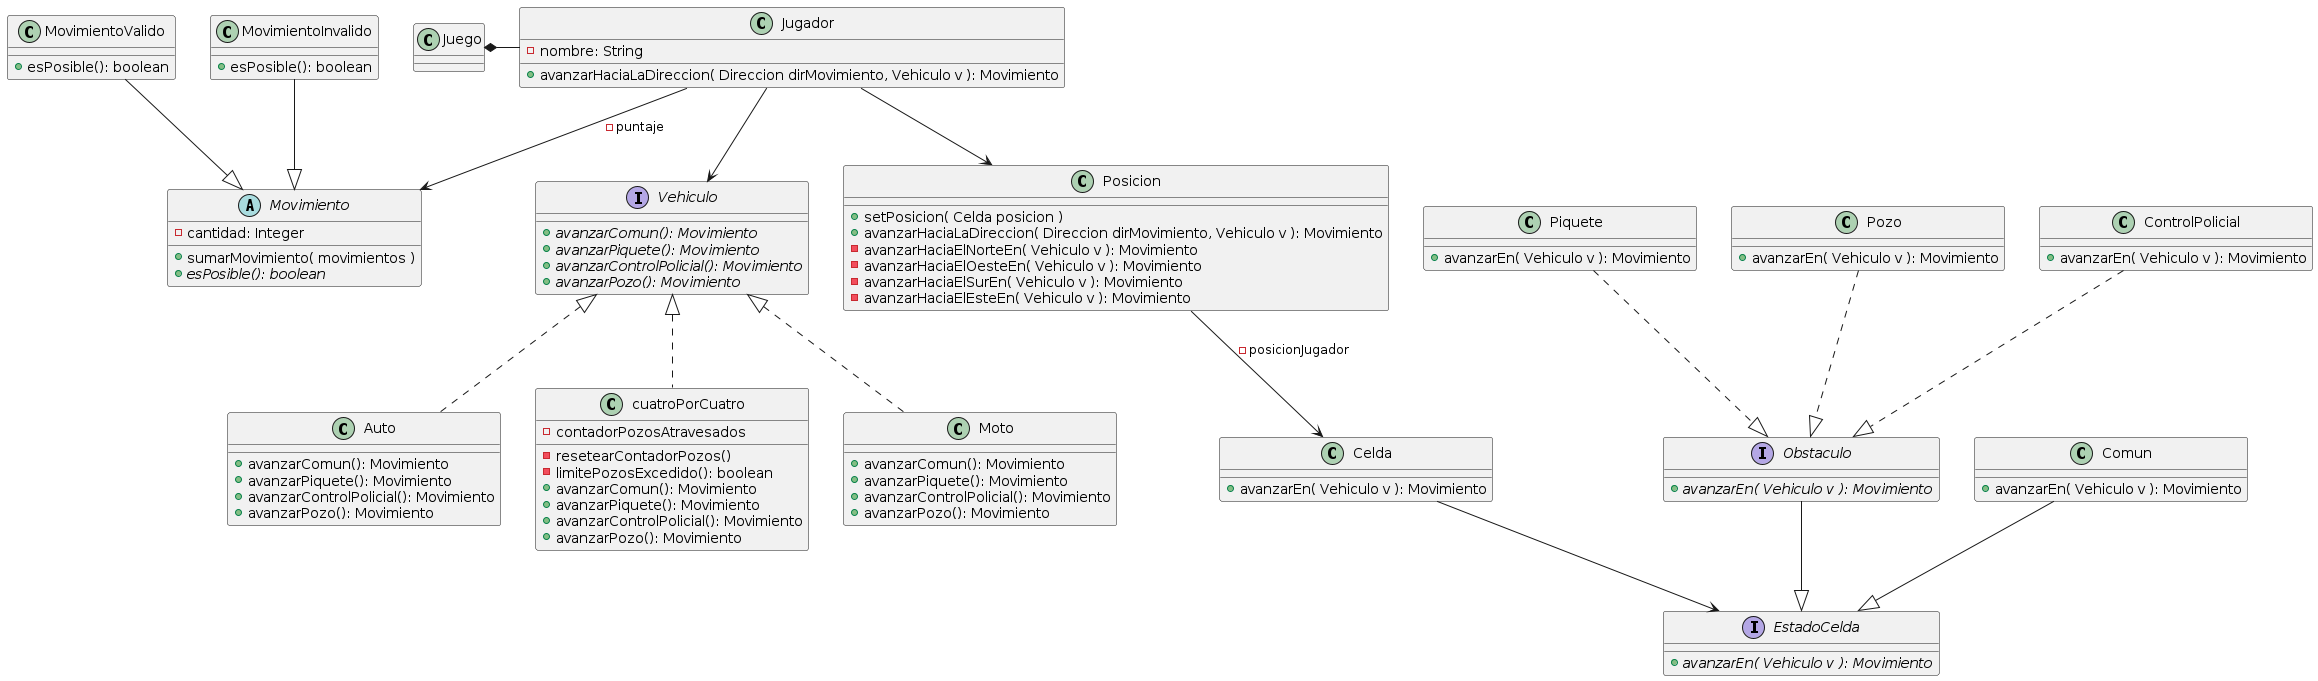 C MovimientoValido
esPosible(): boolean
C MovimientoInvalido
esPosible(): boolean
C Juego
C Jugador
nombre: String
avanzarHaciaLaDireccion( Direccion dirMovimiento, Vehiculo v ): Movimiento
puntaje
A Movimiento
cantidad: Integer
sumarMovimiento( movimientos )
esPosible(): boolean
I Vehiculo
avanzarComun(): Movimiento
avanzarPiquete(): Movimiento
avanzarControlPolicial(): Movimiento
avanzarPozo(): Movimiento
C Posicion
setPosicion( Celda posicion )
avanzarHaciaLaDireccion( Direccion dirMovimiento, Vehiculo v ): Movimiento
avanzarHaciaElNorteEn( Vehiculo v ): Movimiento
avanzarHaciaElOesteEn( Vehiculo v ): Movimiento
avanzarHaciaElSurEn( Vehiculo v ): Movimiento
avanzarHaciaElEsteEn( Vehiculo v ): Movimiento
C Piquete
avanzarEn( Vehiculo v ): Movimiento
C Pozo
avanzarEn( Vehiculo v ): Movimiento
C ControlPolicial
avanzarEn( Vehiculo v ): Movimiento
posicionJugador
C Auto
avanzarComun(): Movimiento
avanzarPiquete(): Movimiento
avanzarControlPolicial(): Movimiento
avanzarPozo(): Movimiento
C cuatroPorCuatro
contadorPozosAtravesados
resetearContadorPozos()
limitePozosExcedido(): boolean
avanzarComun(): Movimiento
avanzarPiquete(): Movimiento
avanzarControlPolicial(): Movimiento
avanzarPozo(): Movimiento
C Moto
avanzarComun(): Movimiento
avanzarPiquete(): Movimiento
avanzarControlPolicial(): Movimiento
avanzarPozo(): Movimiento
C Celda
avanzarEn( Vehiculo v ): Movimiento
I Obstaculo
avanzarEn( Vehiculo v ): Movimiento
C Comun
avanzarEn( Vehiculo v ): Movimiento
I EstadoCelda
avanzarEn( Vehiculo v ): Movimiento